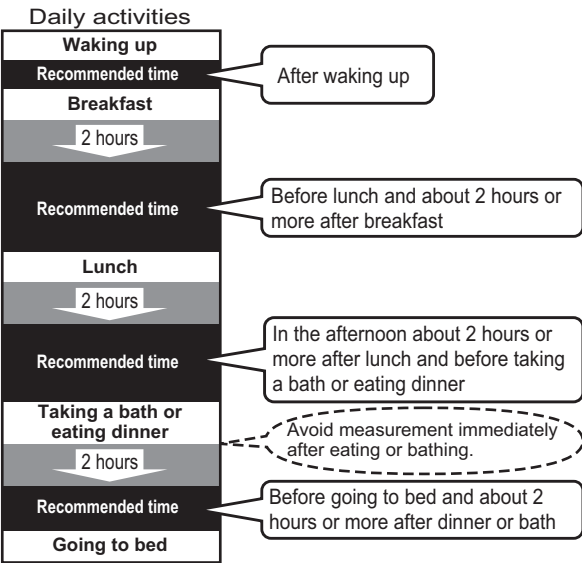 Daily activities
Waking up
Recommended time
After waking up
Breakfast
2 hours
Recommended time
Before lunch and about 2 hours or
more after breakfast
Lunch
2 hours
Recommended time
In the afternoon about 2 hours or
more after lunch and before taking
a bath or eating dinner
Taking a bath or
eating dinner
Avoid measurement immediately
after eating or bathing.
2 hours
Recommended time
Before going to bed and about 2
hours or more after dinner or bath
Going to bed